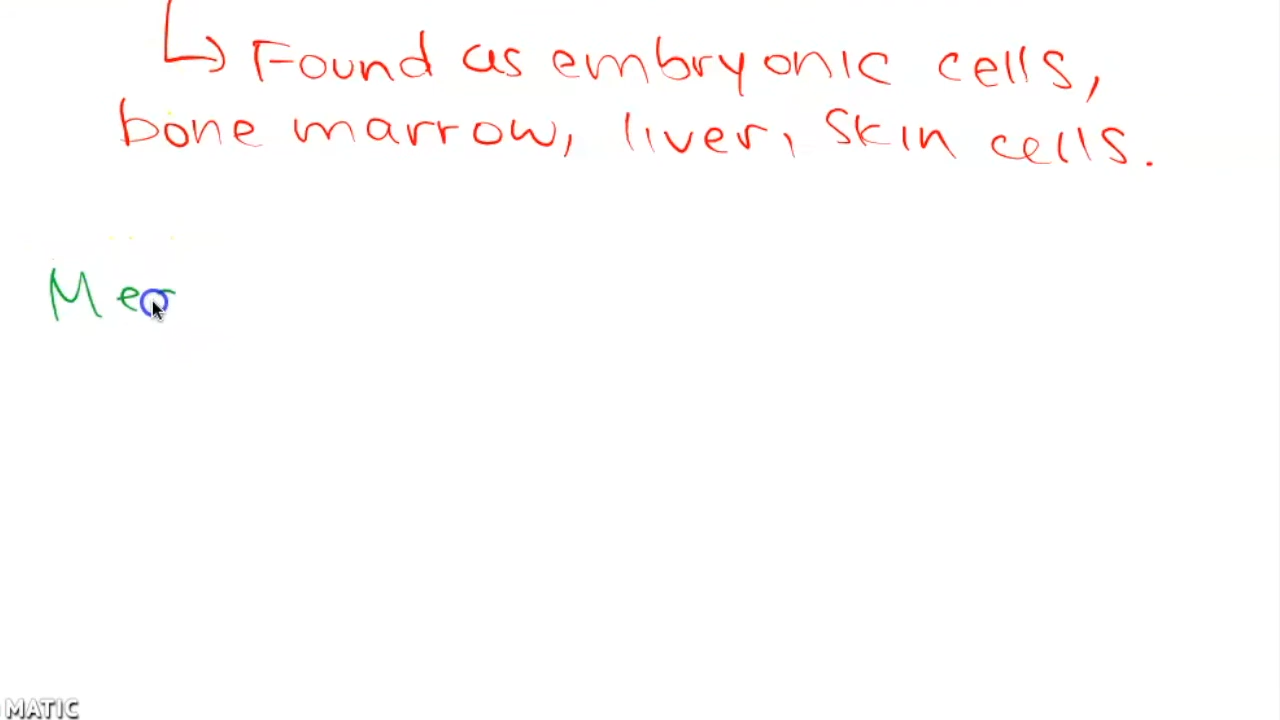 Found as embryonic cells,
bone marrow, liver, skin cells.
Me
MATIC